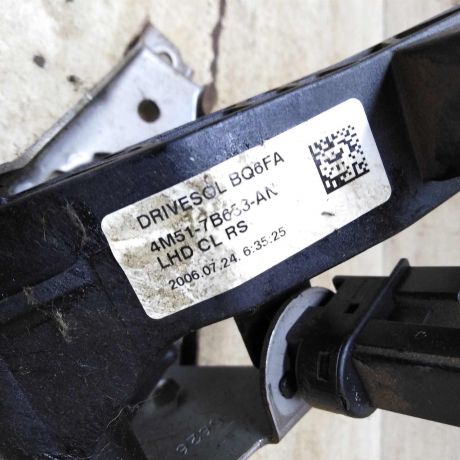 DRIVESOL BQ6FA
4M51-7B633-AN
LHD CL RS
2006.07.24. 6:35:25